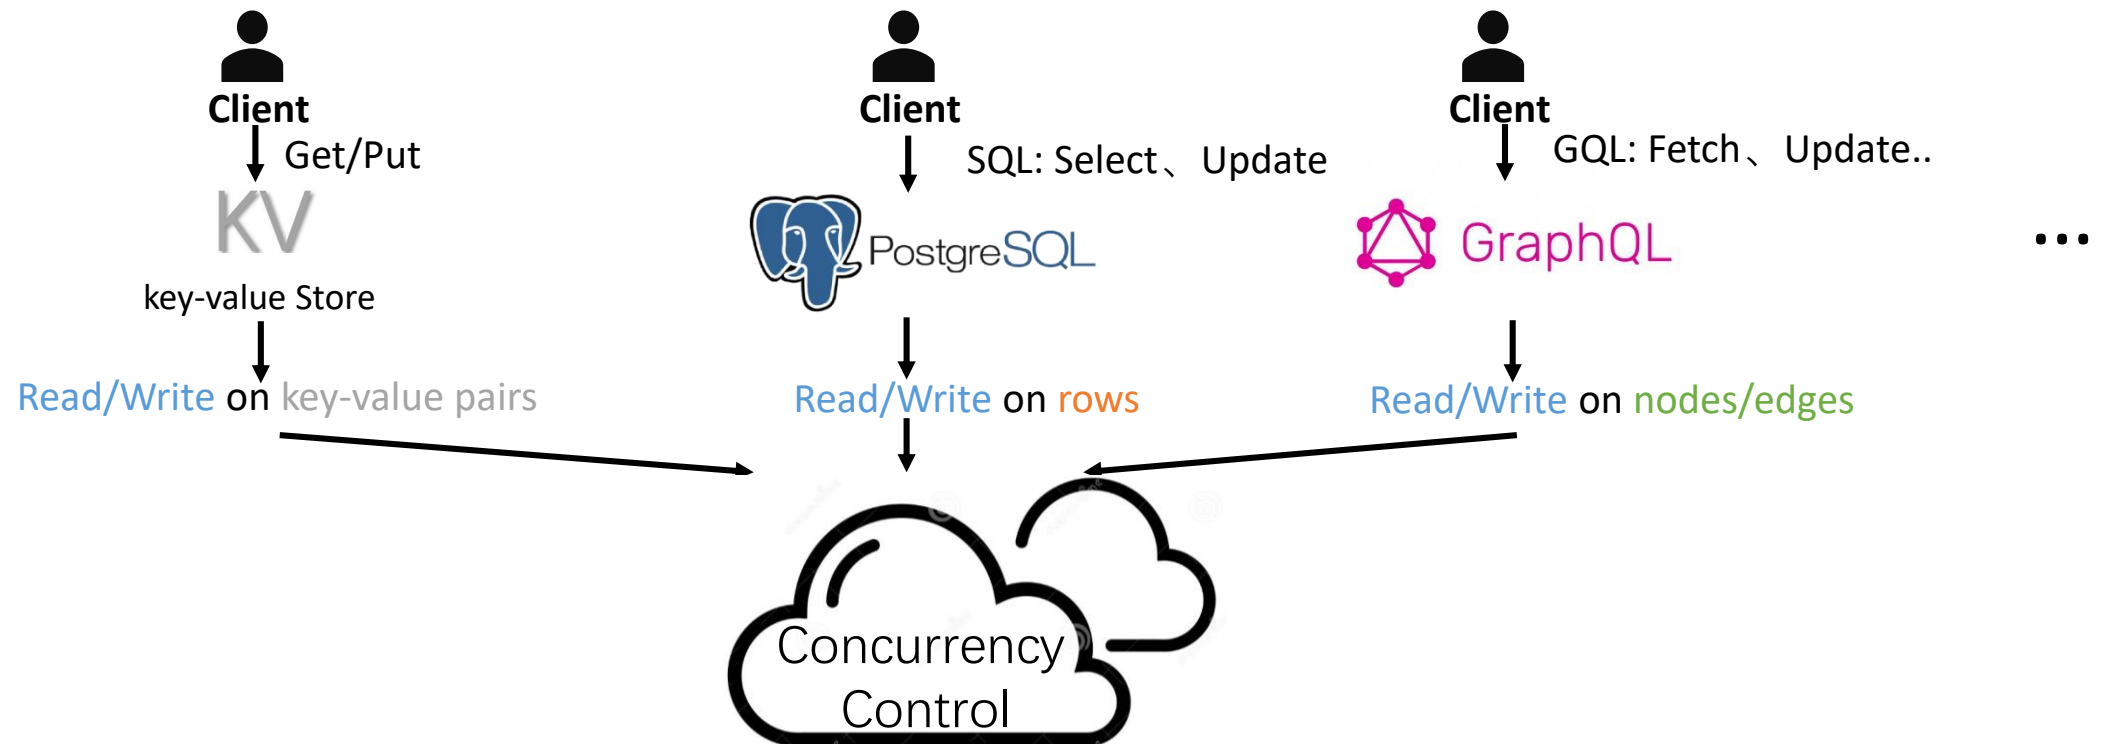 Client
Client
Client
Get/Put
SQL: Select、Update
GQL: Fetch、Update..
KV
PostgreSQL
GraphQL
...
key-value Store
Read/Write on key-value pairs
Read/Write on rows
Read/Write on nodes/edges
Concurrency
Control